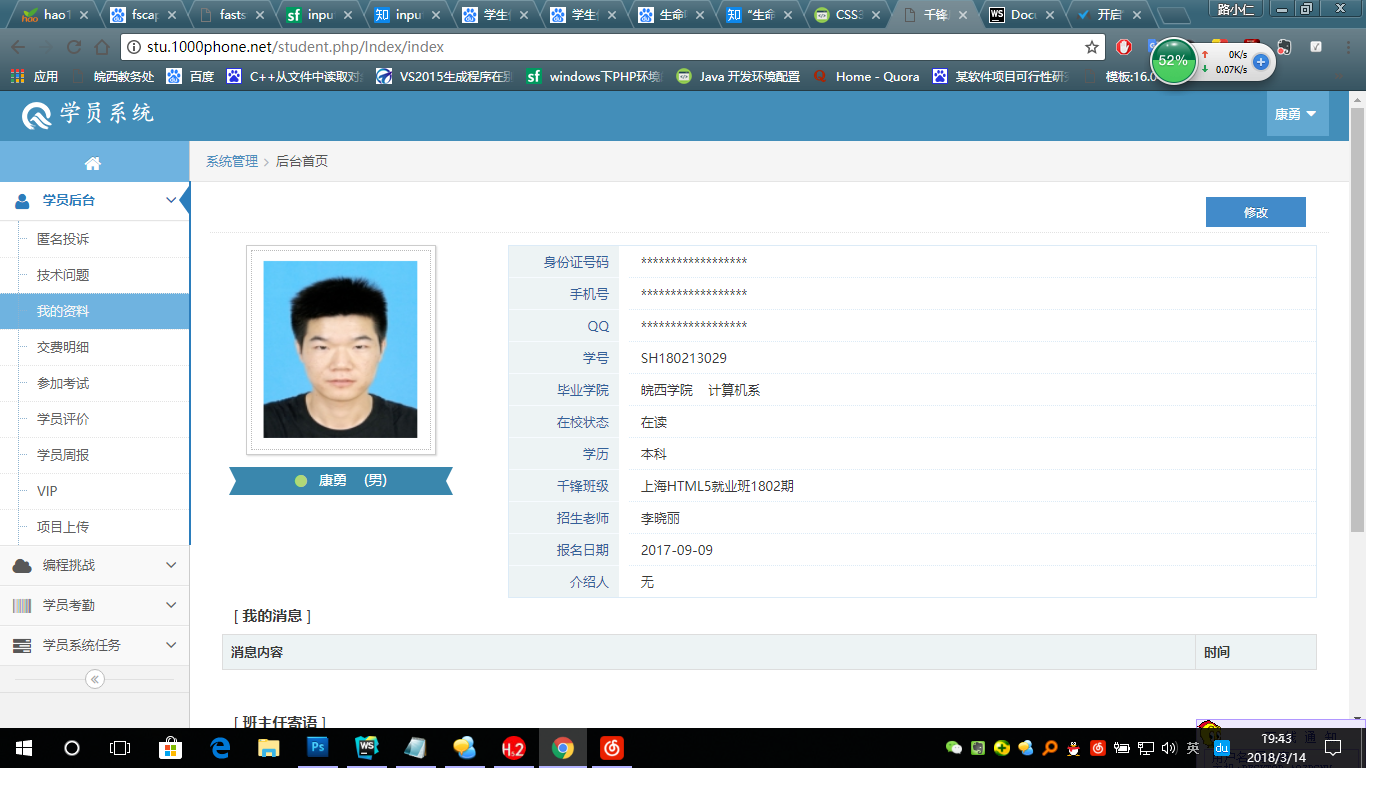 hao1 fscap fasts inpu inpu 学生 学生 生命 "生命 CSS3 千锋 Docu 开启 路小仁
stu.1000phone.net/student.php/Index/index
52% 0K/s
0.07K/s
应用 皖西教务处 百度 C++从文件中读取对 VS2015生成程序在 windows下PHP环境 Java 开发环境配置 Home - Quora 某软件项目可行性研 模板:16.0
学员系统 康勇
系统管理 > 后台首页
学员后台
修改
匿名投诉
技术问题
我的资料
交费明细
参加考试
学员评价
学员周报
VIP
项目上传
编程挑战
学员考勤
学员系统任务
康勇 (男)
身份证号码 ******************
手机号 ******************
QQ ******************
学号 SH180213029
毕业学院 皖西学院 计算机系
在校状态 在读
学历 本科
千锋班级 上海HTML5就业班1802期
招生老师 李晓丽
报名日期 2017-09-09
介绍人 无
[ 我的消息 ]
消息内容 时间
[ 班主任寄语 ]
Ps WS H.2 英 du 19:43
2018/3/14